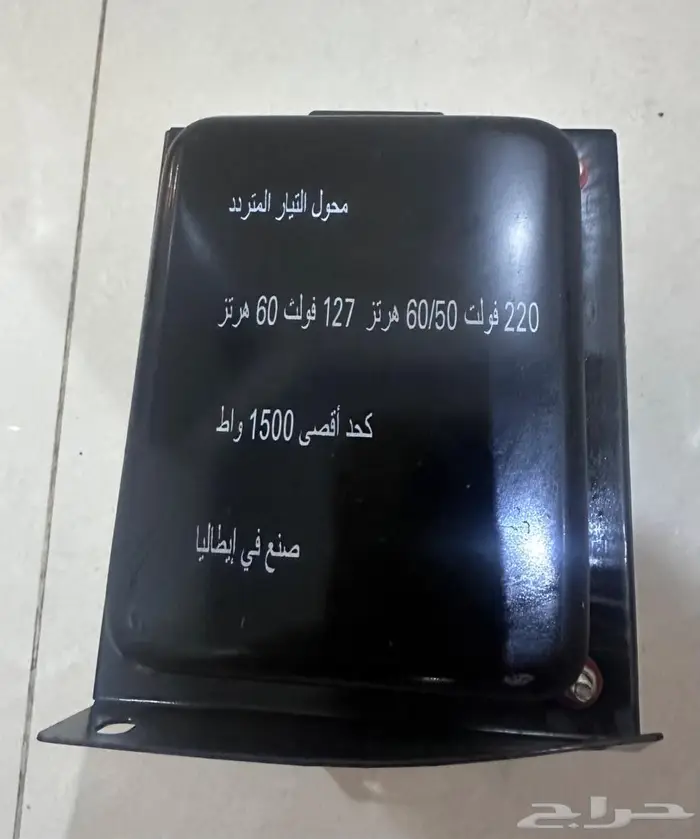 محول التيار المتردد
220 فولت 60/50 هرتز 127 فولث 60 هرتز
كحد أقصى 1500 واط
صنع في إيطاليا
حراج